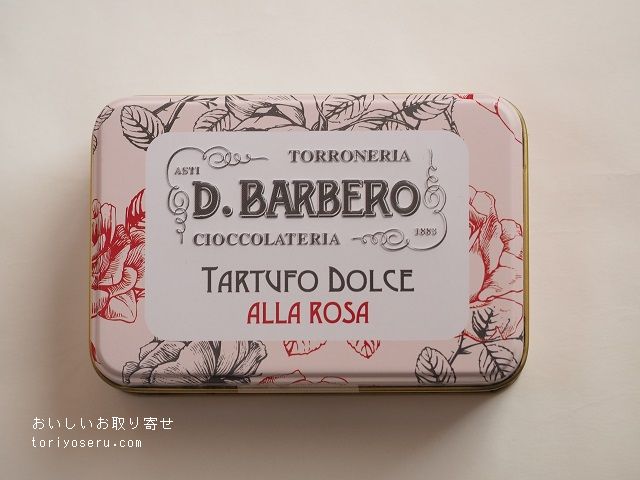 TORRONERIA
ASTI
D. BARBERO
1883
CIOCCOLATERIA
TARTUFO DOLCE
ALLA ROSA
おいしいお取り寄せ
toriyoseru.com